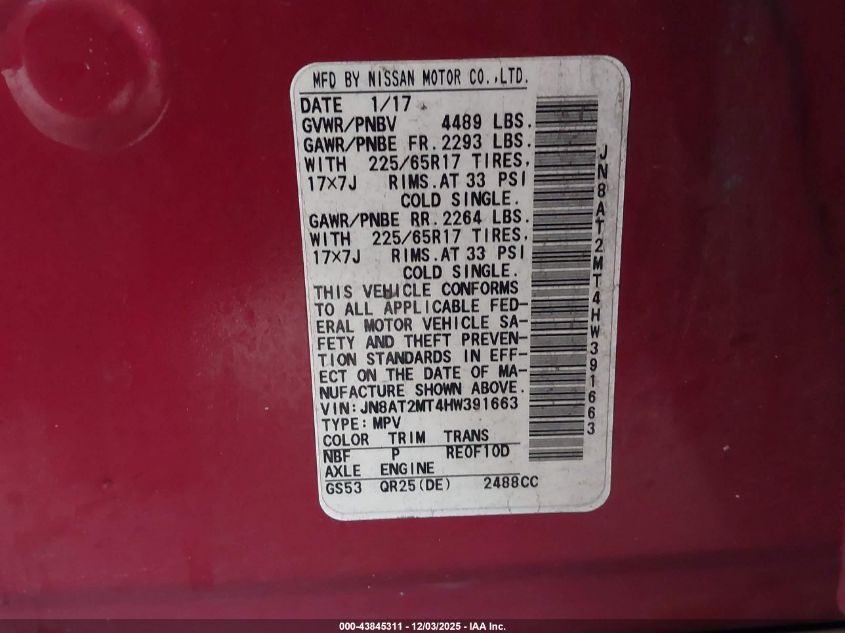 MFD BY NISSAN MOTOR CO.,LTD.
DATE 1/17
GVWR/PNBV 4489 LBS.
GAWR/PNBE FR. 2293 LBS.
WITH 225/65R17 TIRES,
17×7J RIMS.AT 33 PSI
COLD SINGLE.
GAWR/PNBE RR. 2264 LBS.
WITH 225/65R17 TIRES,
17×7J RIMS.AT 33 PSI
COLD SINGLE.
THIS VEHICLE CONFORMS
TO ALL APPLICABLE FED-
ERAL MOTOR VEHICLE SA-
FETY AND THEFT PREVEN-
TION STANDARDS IN EFF-
ECT ON THE DATE OF MA-
NUFACTURE SHOWN ABOVE.
VIN: JN8AT2MT4HW391663
TYPE: MPV
COLOR TRIM TRANS
NBF P RE0F10D
AXLE ENGINE
GS53 QR25(DE) 2488CC
JN8AT2MT4HW391663
000-43845311 - 12/03/2025 - IAA Inc.